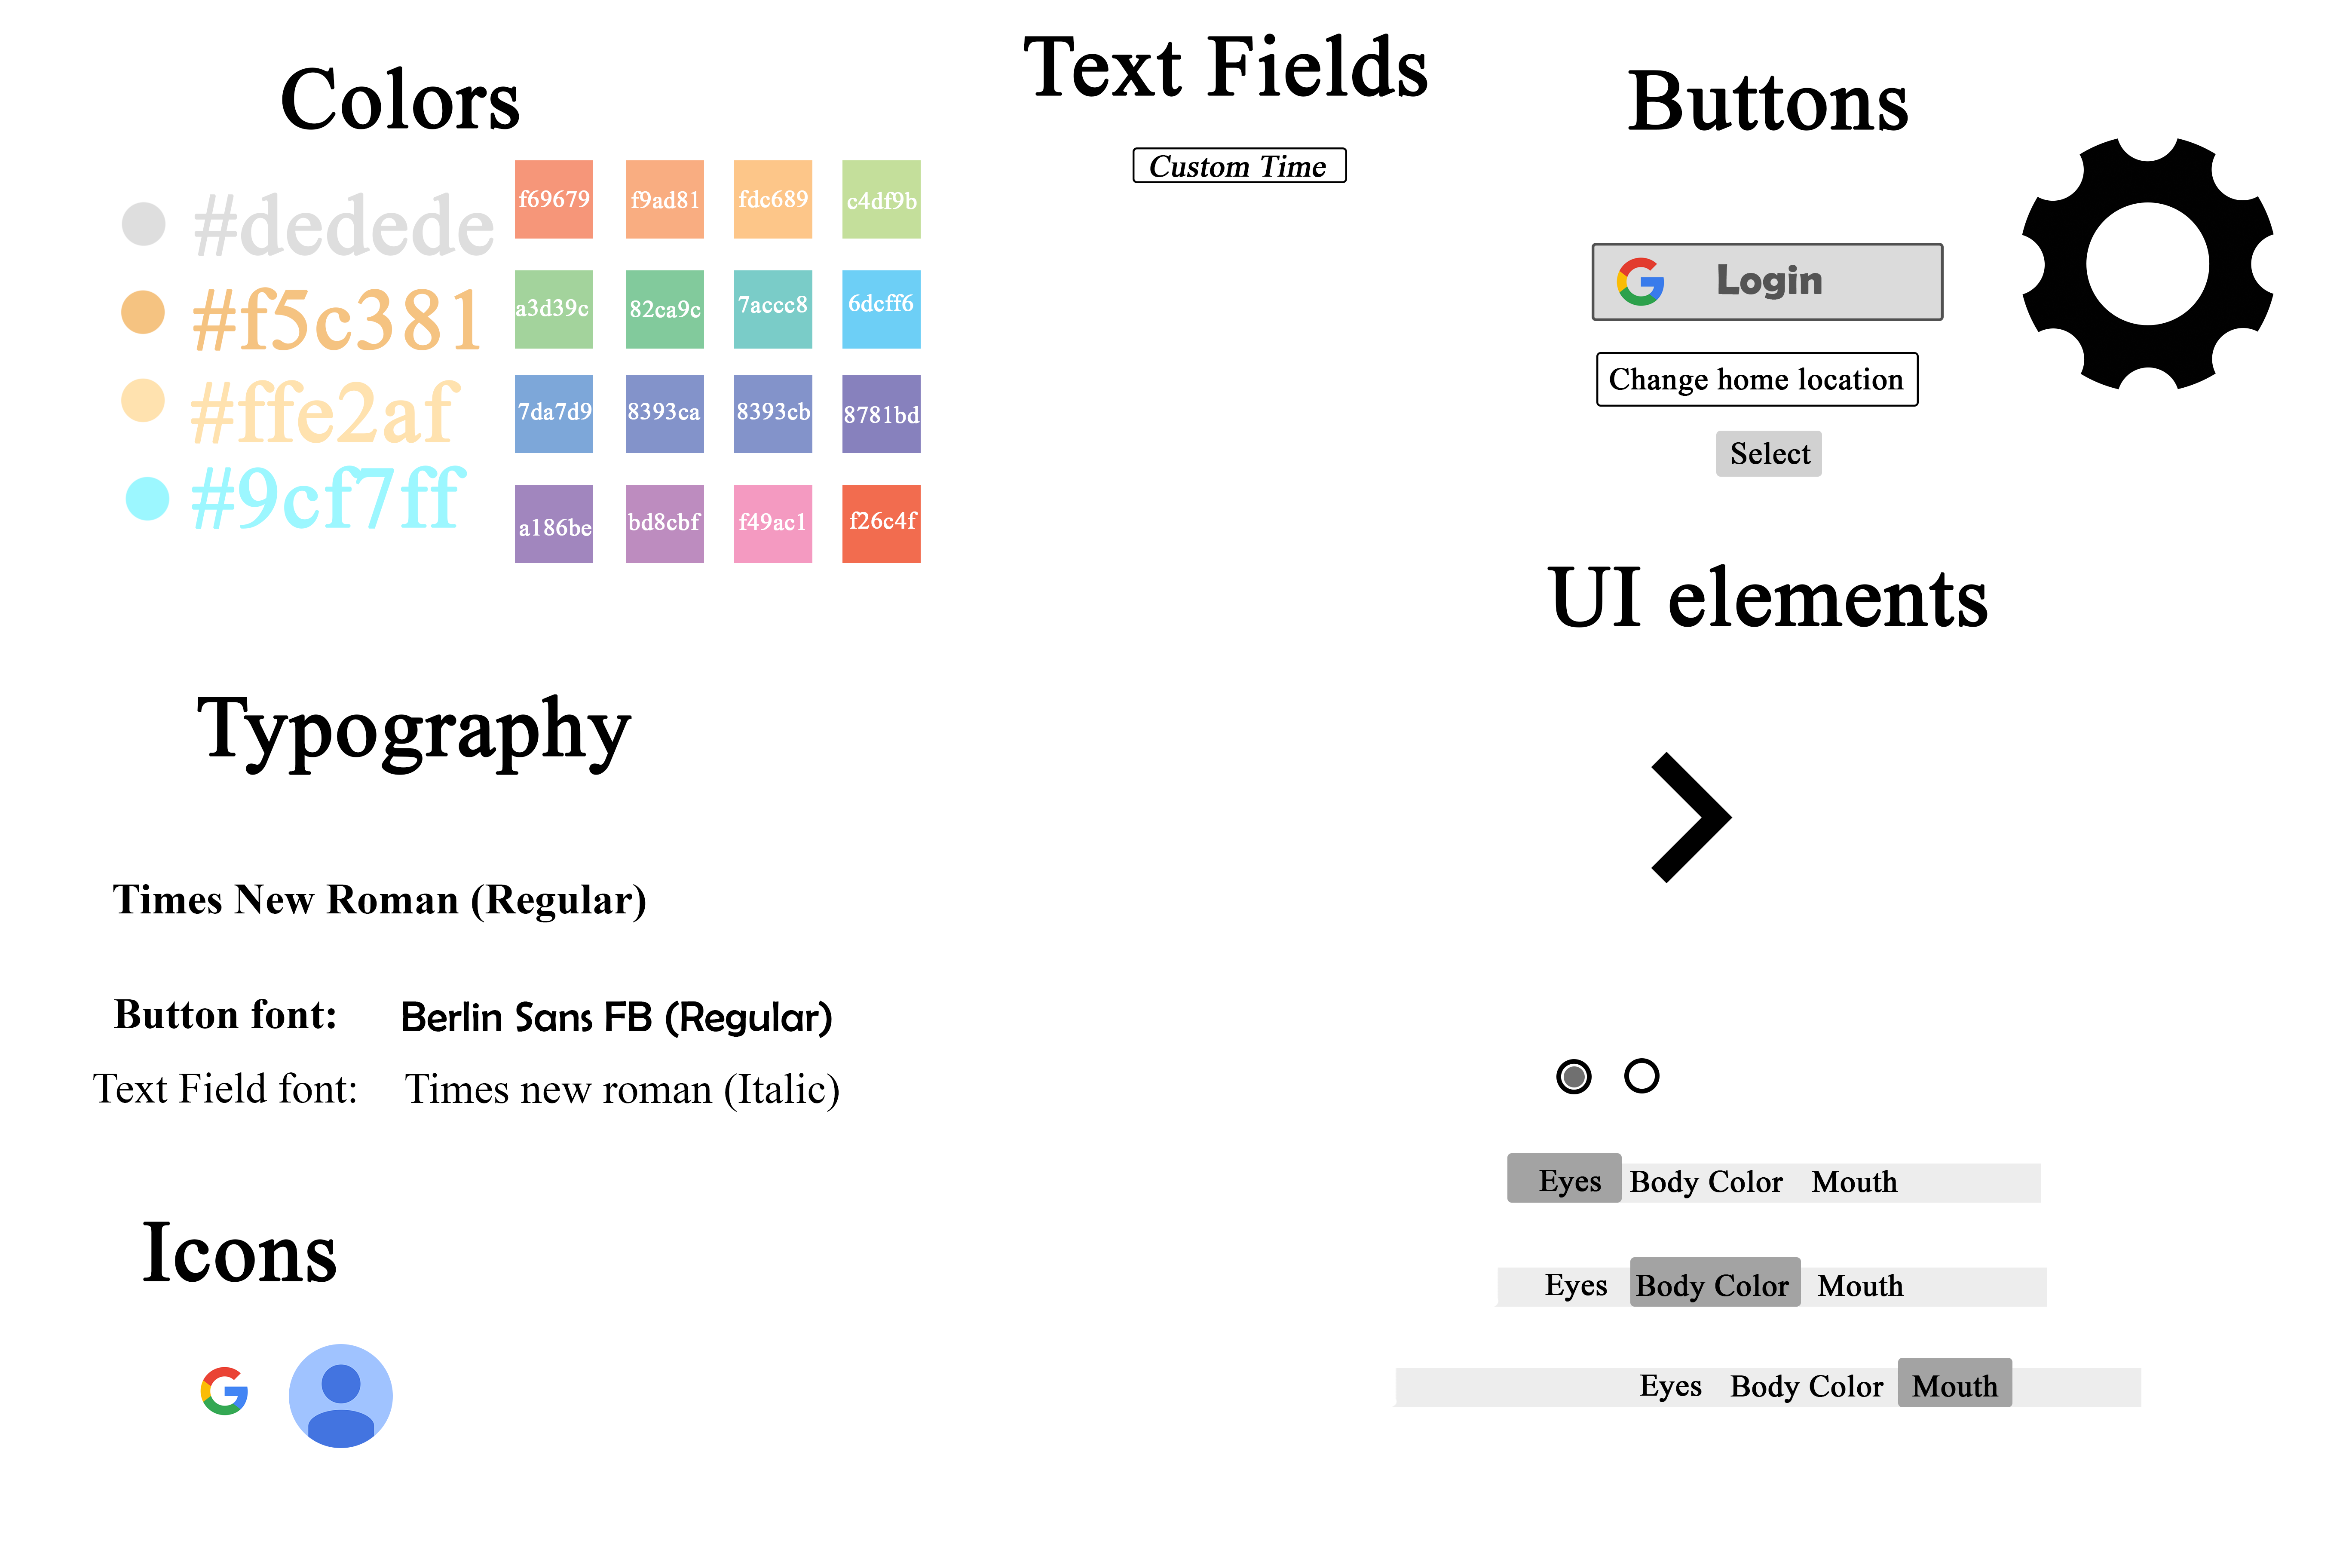 Colors
#dedede
#f5c381
#ffe2af
#9cf7ff
f69679 f9ad81 fdc689 c4df9b
a3d39c 82ca9c 7accc8 6dcff6
7da7d9 8393ca 8393cb 8781bd
a186be bd8cbf f49ac1 f26c4f
Text Fields
Custom Time
Buttons
Login
Change home location
Select
Typography
Times New Roman (Regular)
Button font: Berlin Sans FB (Regular)
Text Field font: Times new roman (Italic)
Icons
UI elements
Eyes Body Color Mouth
Eyes Body Color Mouth
Eyes Body Color Mouth